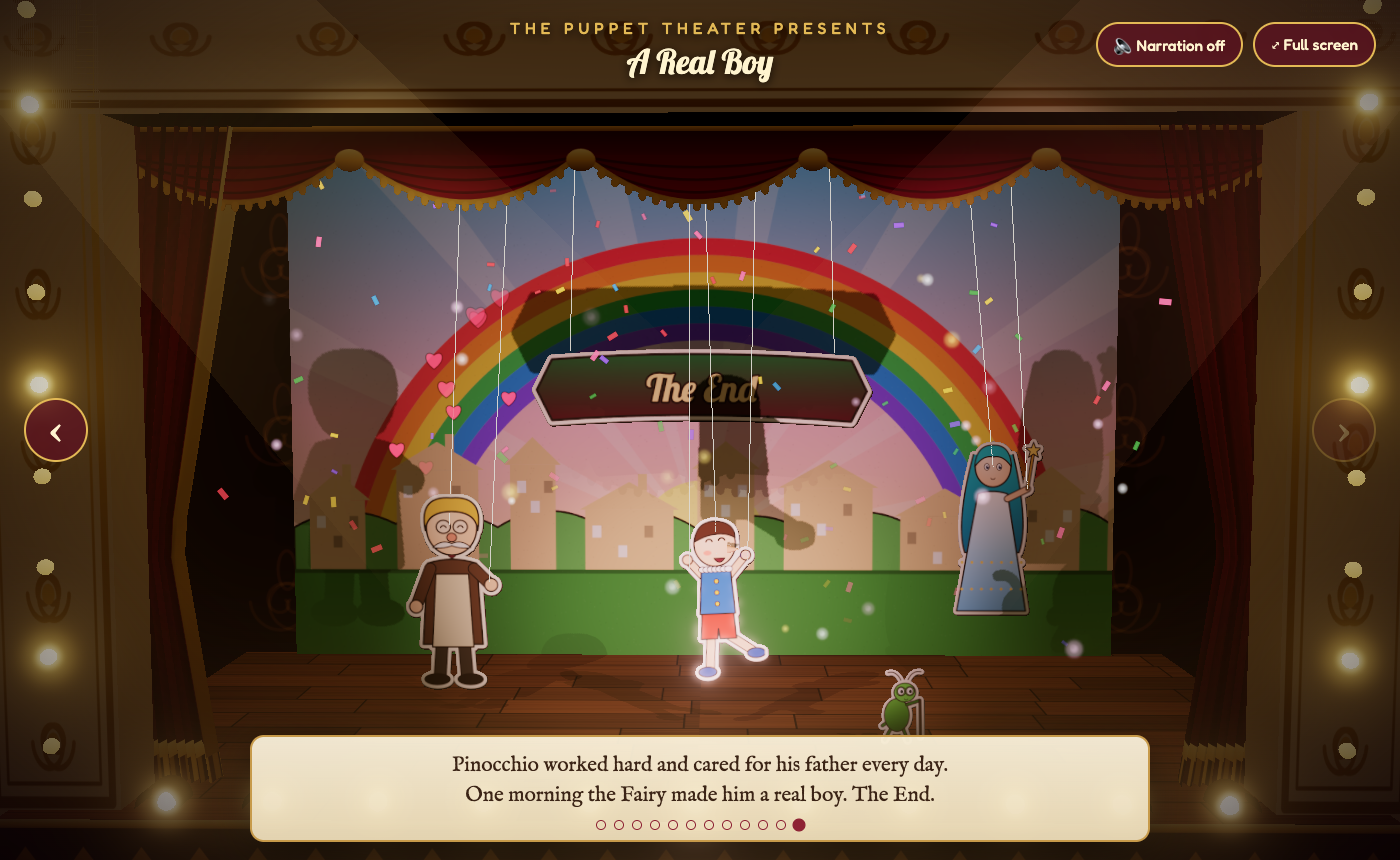 THE PUPPET THEATER PRESENTS
A Real Boy
Narration off
Full screen
The End
Pinocchio worked hard and cared for his father every day.
One morning the Fairy made him a real boy. The End.